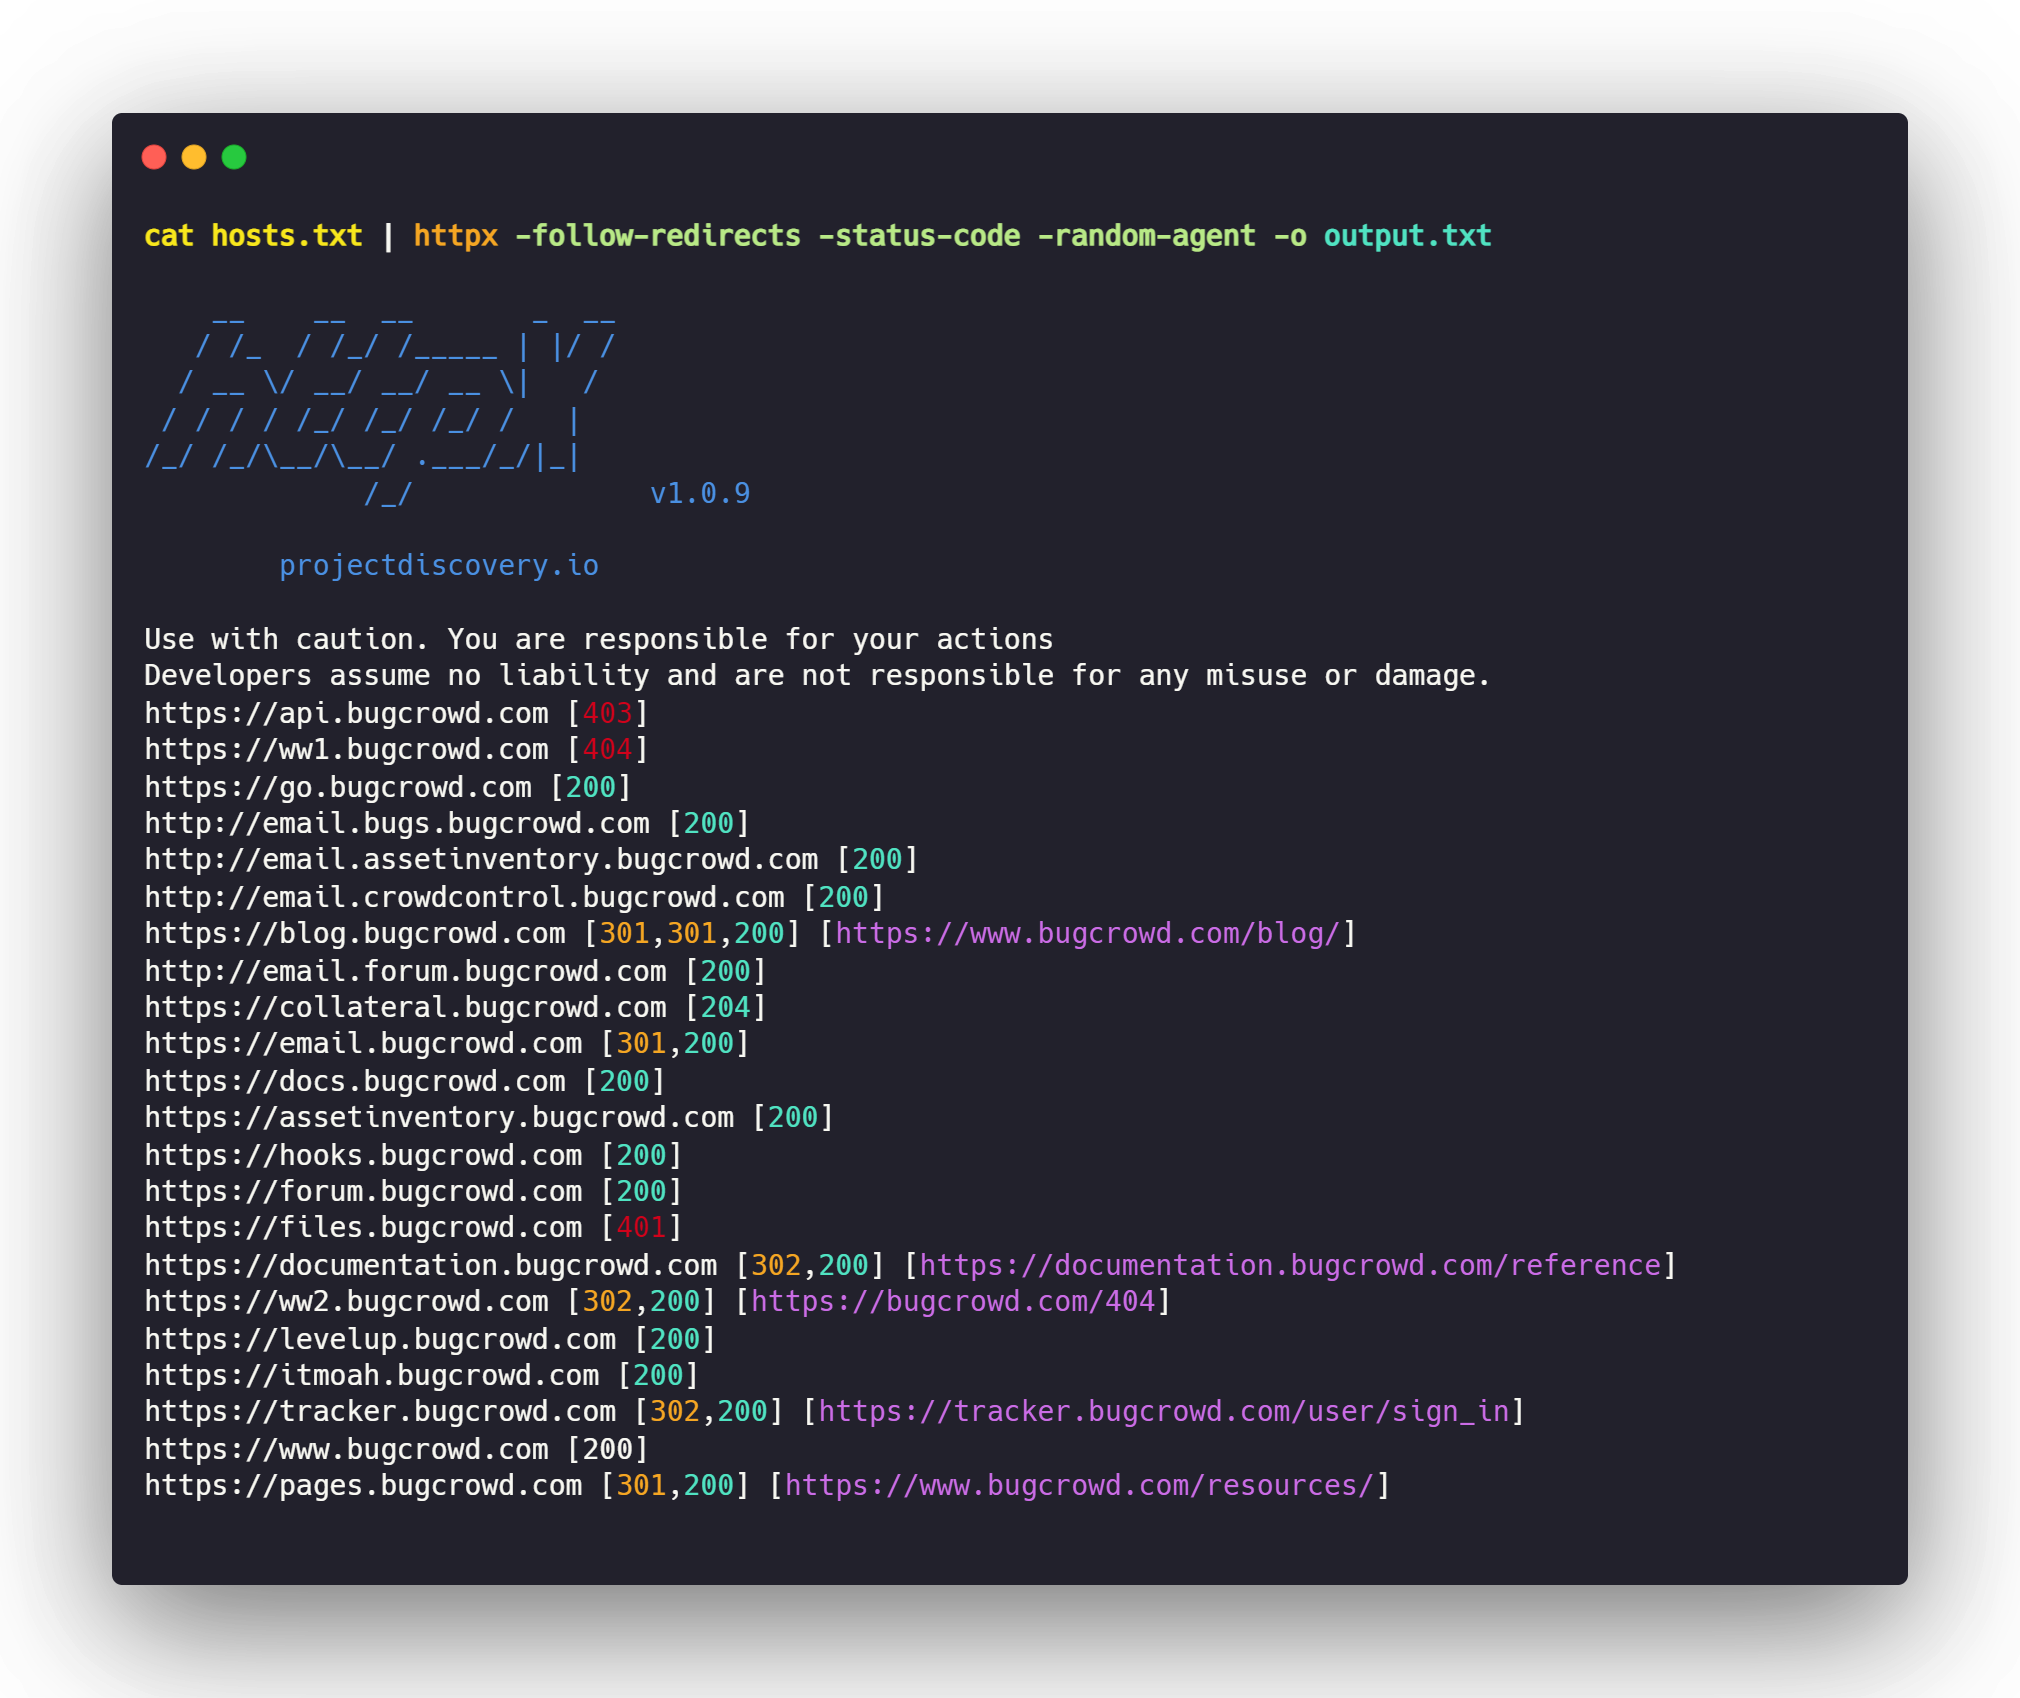 cat hosts.txt | httpx -follow-redirects -status-code -random-agent -o output.txt
    __    __  __       _  __
   / /_  / /_/ /_____ | |/ /
  / __ \/ __/ __/ __ \|   /
 / / / / /_/ /_/ /_/ /   |
/_/ /_/\__/\__/ .___/_/|_|
             /_/              v1.0.9
        projectdiscovery.io
Use with caution. You are responsible for your actions
Developers assume no liability and are not responsible for any misuse or damage.
https://api.bugcrowd.com [403]
https://ww1.bugcrowd.com [404]
https://go.bugcrowd.com [200]
http://email.bugs.bugcrowd.com [200]
http://email.assetinventory.bugcrowd.com [200]
http://email.crowdcontrol.bugcrowd.com [200]
https://blog.bugcrowd.com [301,301,200] [https://www.bugcrowd.com/blog/]
http://email.forum.bugcrowd.com [200]
https://collateral.bugcrowd.com [204]
https://email.bugcrowd.com [301,200]
https://docs.bugcrowd.com [200]
https://assetinventory.bugcrowd.com [200]
https://hooks.bugcrowd.com [200]
https://forum.bugcrowd.com [200]
https://files.bugcrowd.com [401]
https://documentation.bugcrowd.com [302,200] [https://documentation.bugcrowd.com/reference]
https://ww2.bugcrowd.com [302,200] [https://bugcrowd.com/404]
https://levelup.bugcrowd.com [200]
https://itmoah.bugcrowd.com [200]
https://tracker.bugcrowd.com [302,200] [https://tracker.bugcrowd.com/user/sign_in]
https://www.bugcrowd.com [200]
https://pages.bugcrowd.com [301,200] [https://www.bugcrowd.com/resources/]